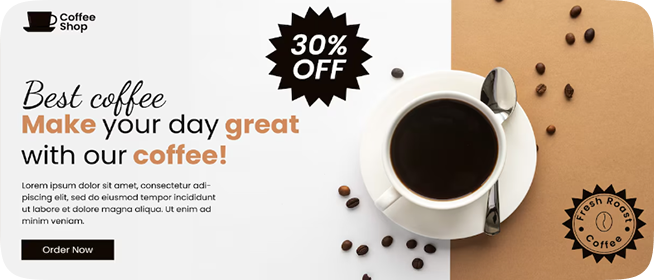 Coffee
Shop
30%
OFF
Best coffee
Make your day great
with our coffee!
Lorem ipsum dolor sit amet, consectetur adi-
piscing elit, sed do eiusmod tempor incididunt
ut labore et dolore magna aliqua. Ut enim ad
minim veniam.
Order Now
Fresh Roast
Coffee